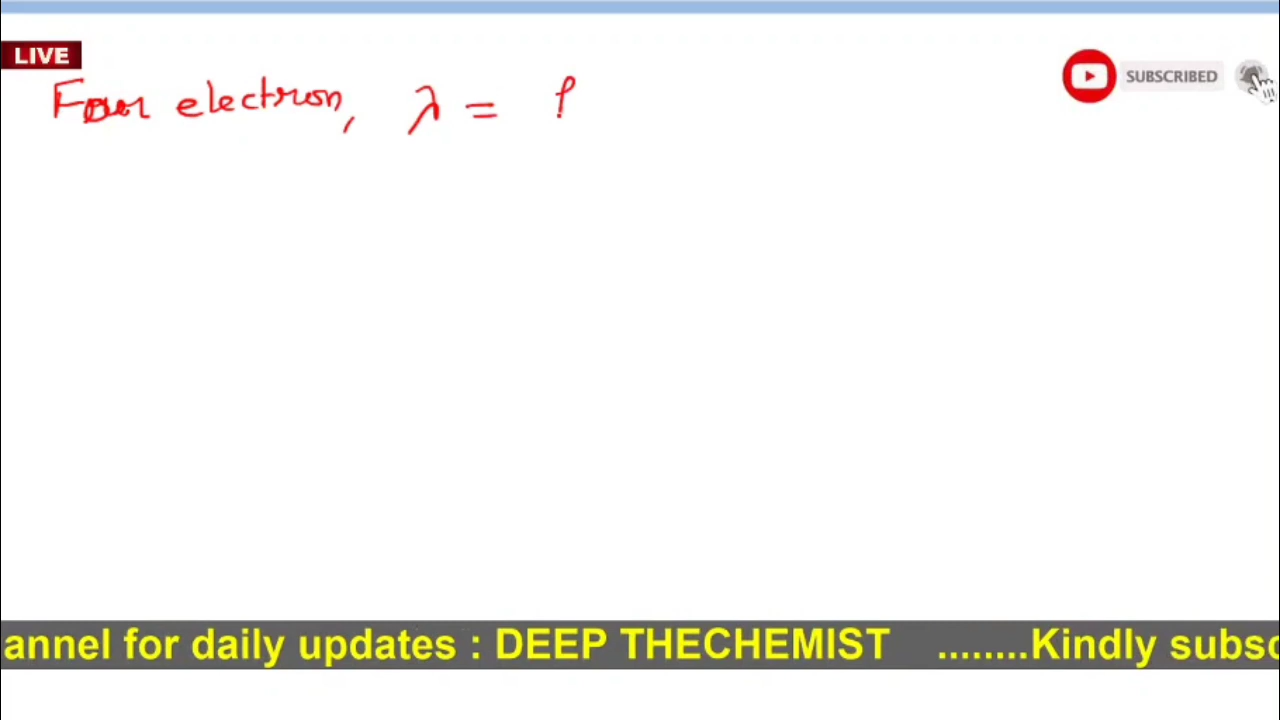 LIVE
SUBSCRIBED
For electron, λ =
annel for daily updates : DEEP THECHEMIST ........Kindly subsc